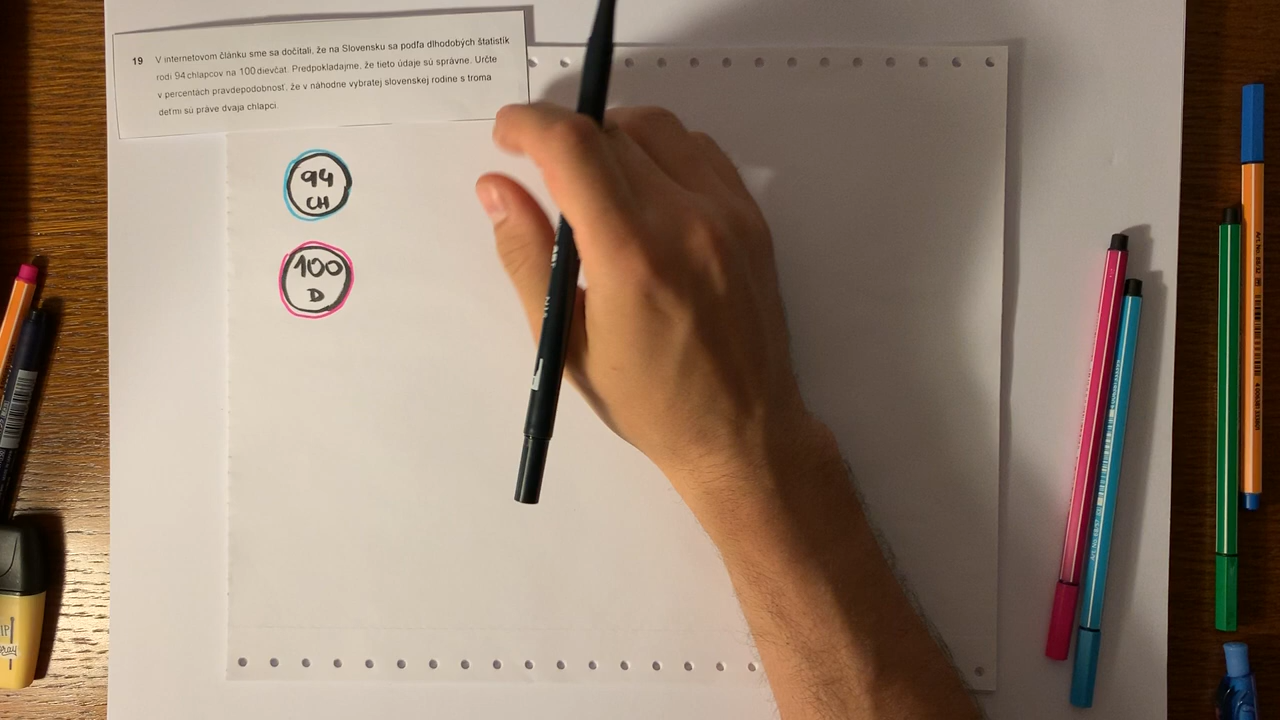 19 V internetovom článku sme sa dočítali, že na Slovensku sa podľa dlhodobých štatistík
rodí 94 chlapcov na 100 dievčat. Predpokladajme, že tieto údaje sú správne. Určte
v percentách pravdepodobnosť, že v náhodne vybratej slovenskej rodine s troma
deťmi sú práve dvaja chlapci.
94
CH
100
D